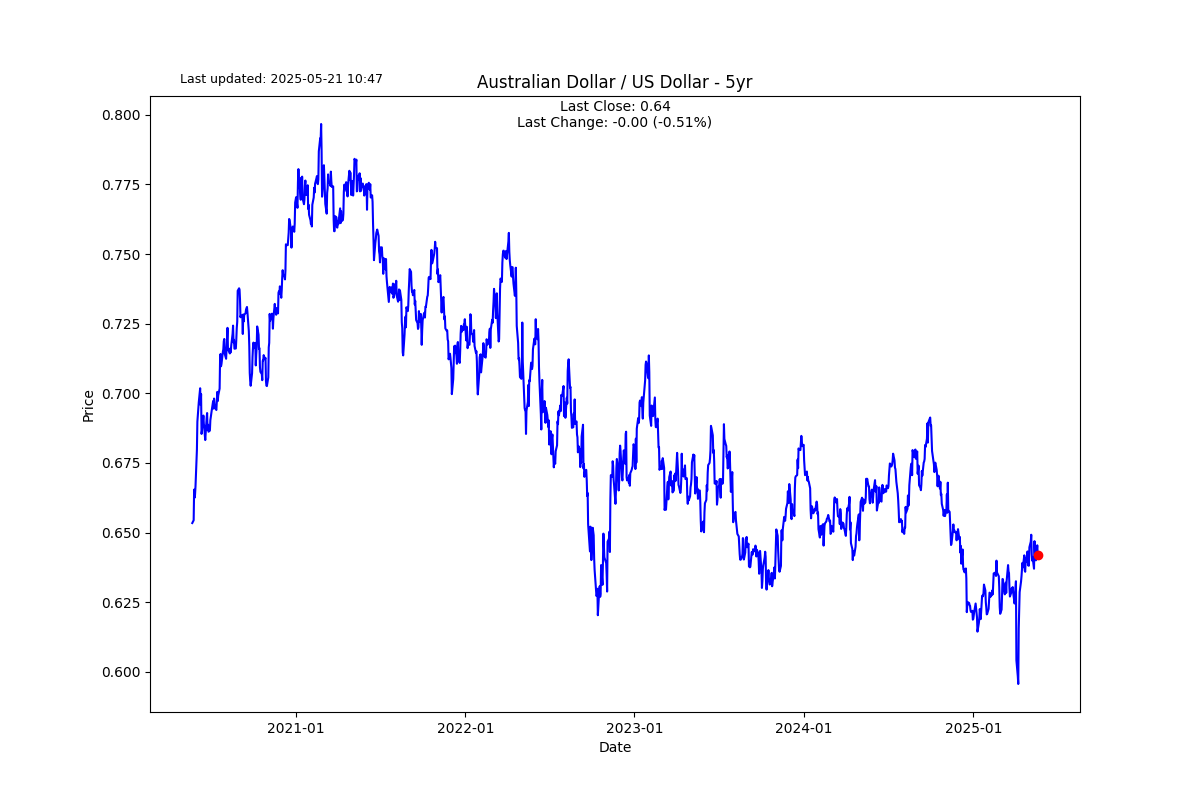 Last updated: 2025-05-21 10:47
Australian Dollar / US Dollar - 5yr
Last Close: 0.64
Last Change: -0.00 (-0.51%)
Price
0.800
0.775
0.750
0.725
0.700
0.675
0.650
0.625
0.600
2021-01
2022-01
2023-01
2024-01
2025-01
Date